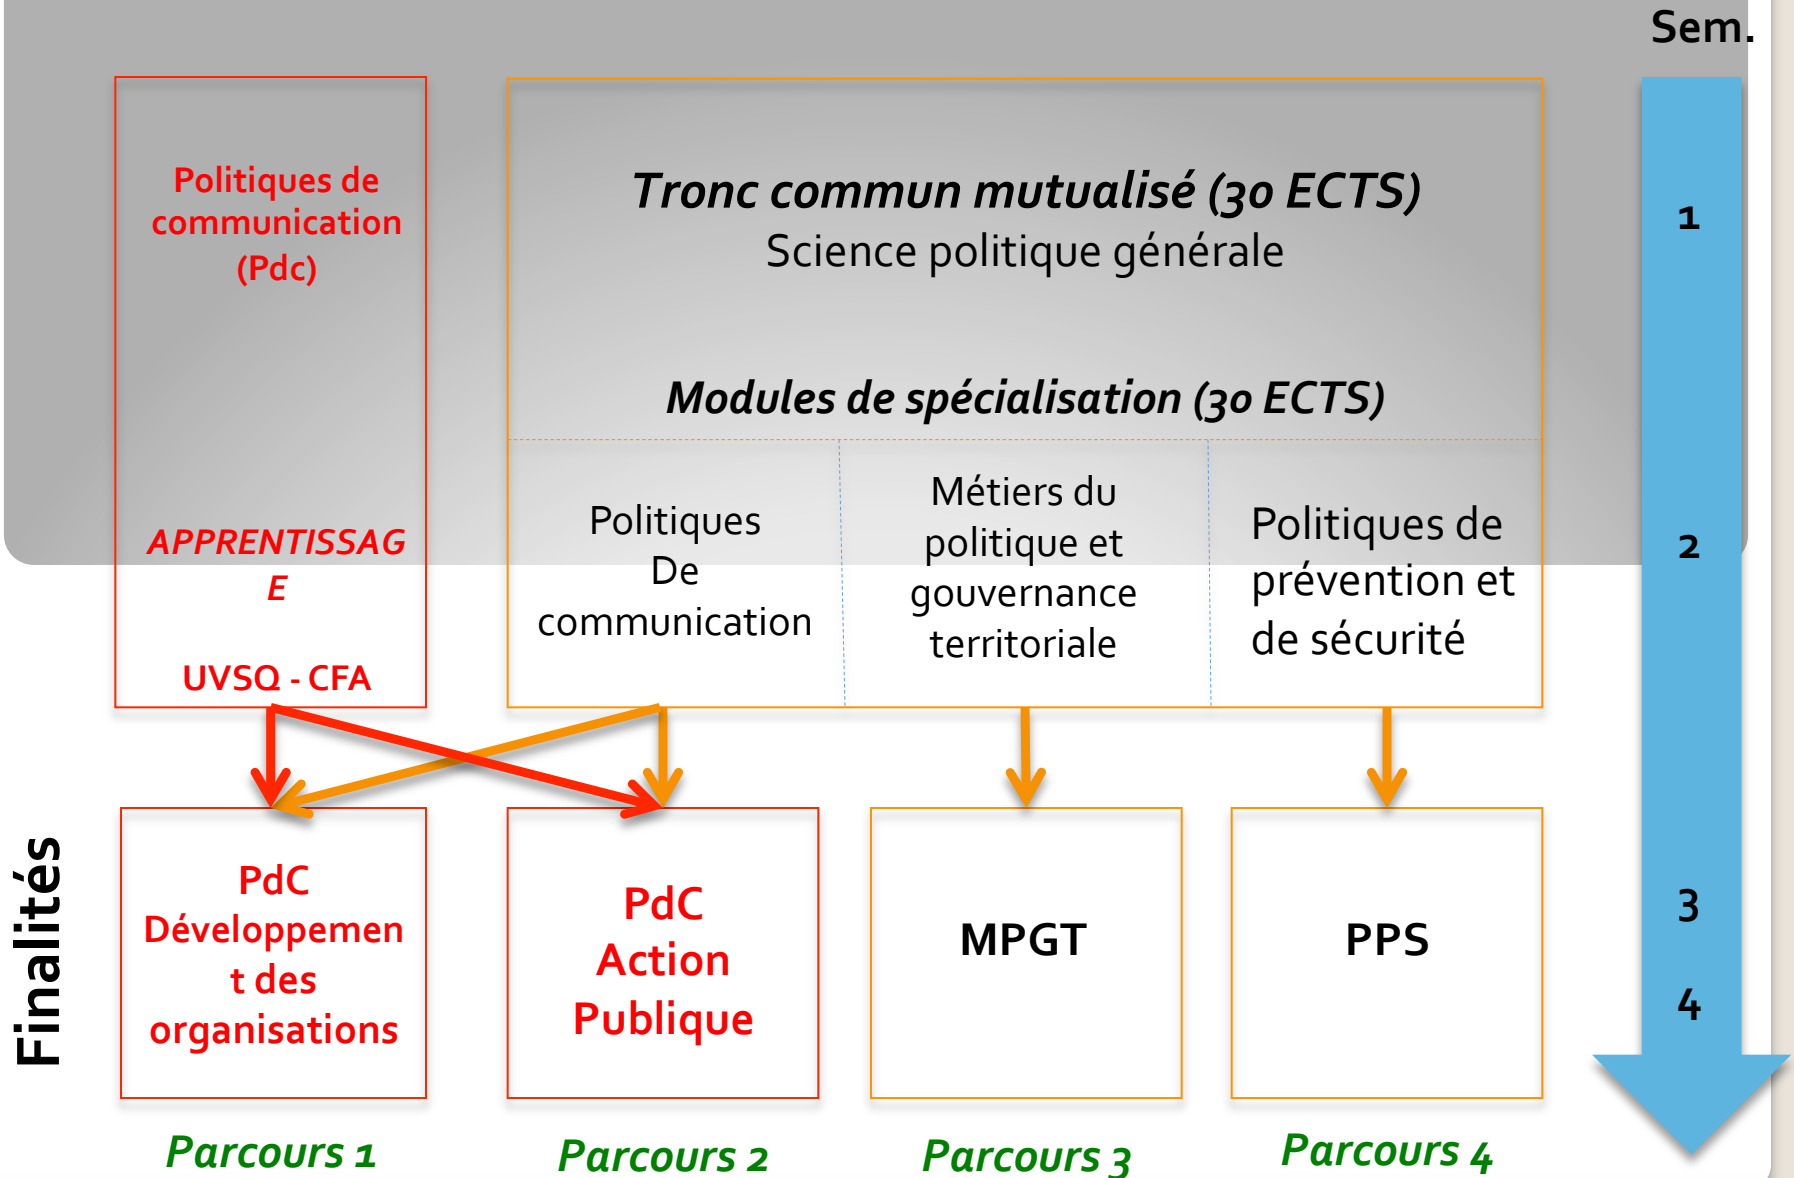 Sem.
Politiques de
communication
(Pdc)
APPRENTISSAG
E
UVSQ - CFA
Tronc commun mutualisé (30 ECTS)
Science politique générale
Modules de spécialisation (30 ECTS)
Politiques
De
communication
Métiers du
politique et
gouvernance
territoriale
Politiques de
prévention et
de sécurité
1
2
Finalités
PdC
Développemen
t des
organisations
PdC
Action
Publique
MPGT
PPS
3
4
Parcours 1
Parcours 2
Parcours 3
Parcours 4